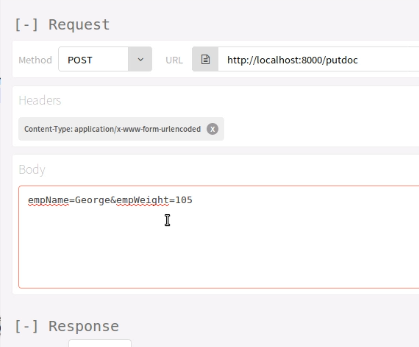 [-] Request
Method POST URL http://localhost:8000/putdoc
Headers
Content-Type: application/x-www-form-urlencoded x
Body
empName=George&empWeight=105
[-] Response